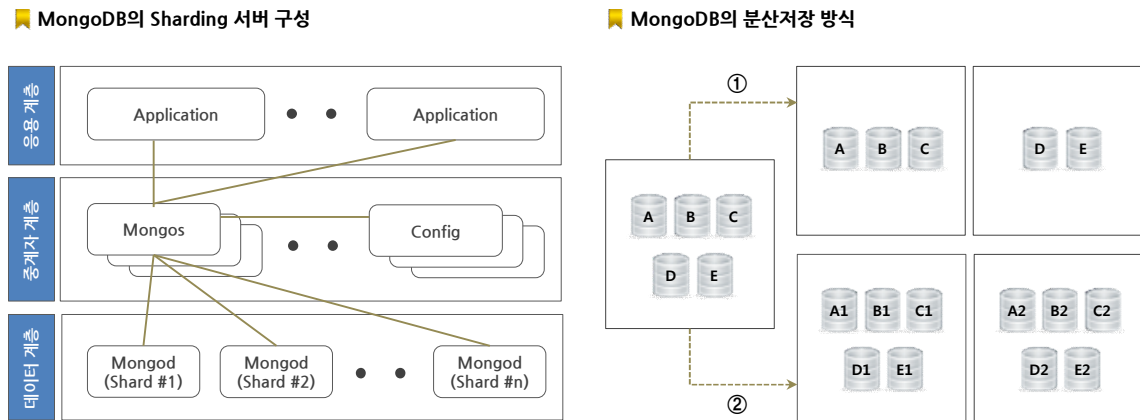 MongoDB의 Sharding 서버 구성
응용 계층
Application
Application
중계자 계층
Mongos
Config
데이터 계층
Mongod
(Shard #1)
Mongod
(Shard #2)
Mongod
(Shard #n)
MongoDB의 분산저장 방식
①
A B C
D E
A B C
D E
A1 B1 C1
D1 E1
A2 B2 C2
D2 E2
②